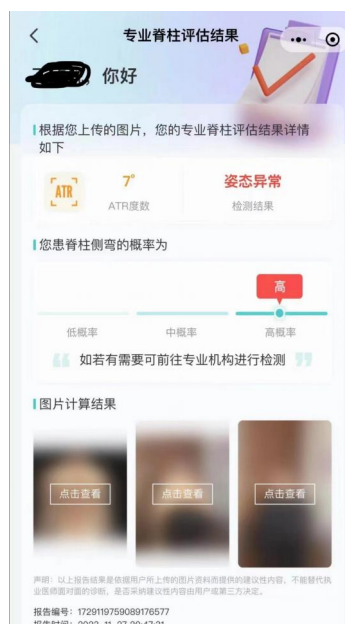 专业脊柱评估结果
你好
根据您上传的图片，您的专业脊柱评估结果详情
如下
ATR
7°
姿态异常
ATR度数
检测结果
您患脊柱侧弯的概率为
高
低概率
中概率
高概率
如若有需要可前往专业机构进行检测
图片计算结果
点击查看
点击查看
点击查看
声明：以上报告结果是依据用户所上传的图片资料而提供的建议性内容，不能替代执
业医师面对面的诊断，是否采纳建议性内容由用户或第三方决定。
报告编号：1729119759089176577